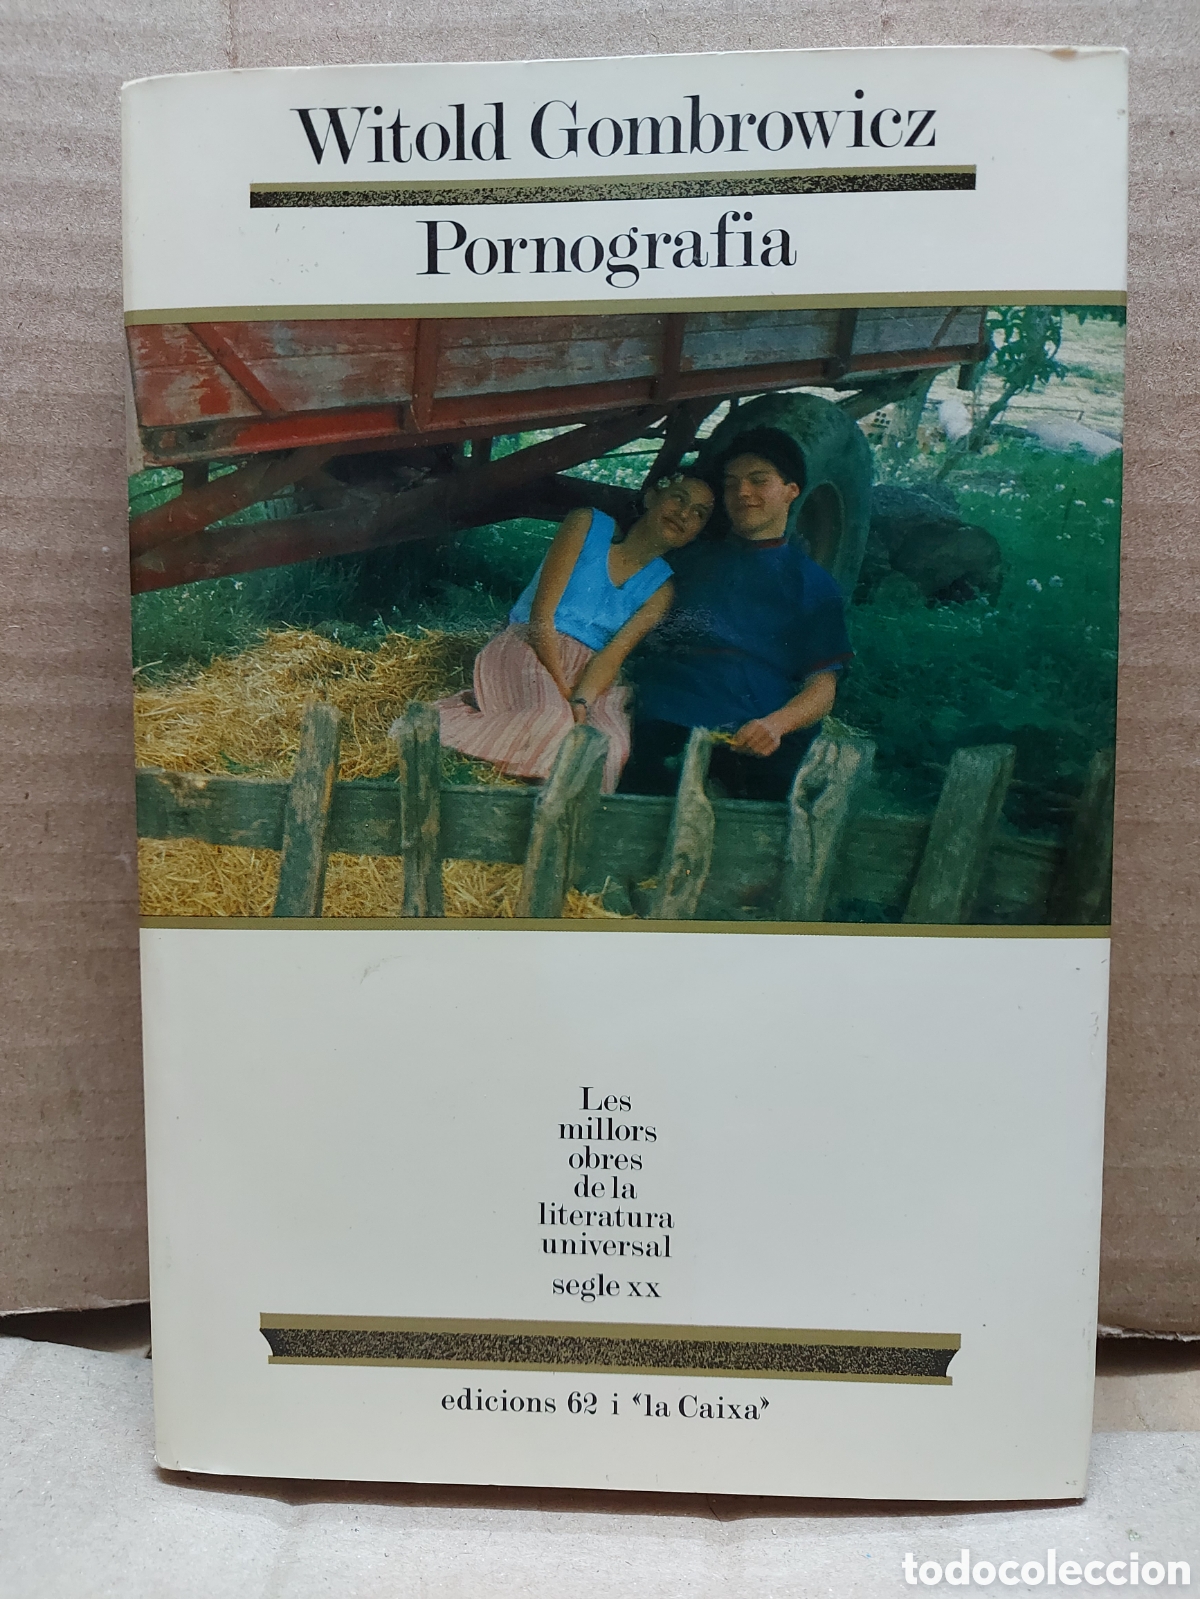 Witold Gombrowicz
Pornografia
Les
millors
obres
de la
literatura
universal
segle xx
edicions 62 i «la Caixa»
todocoleccion